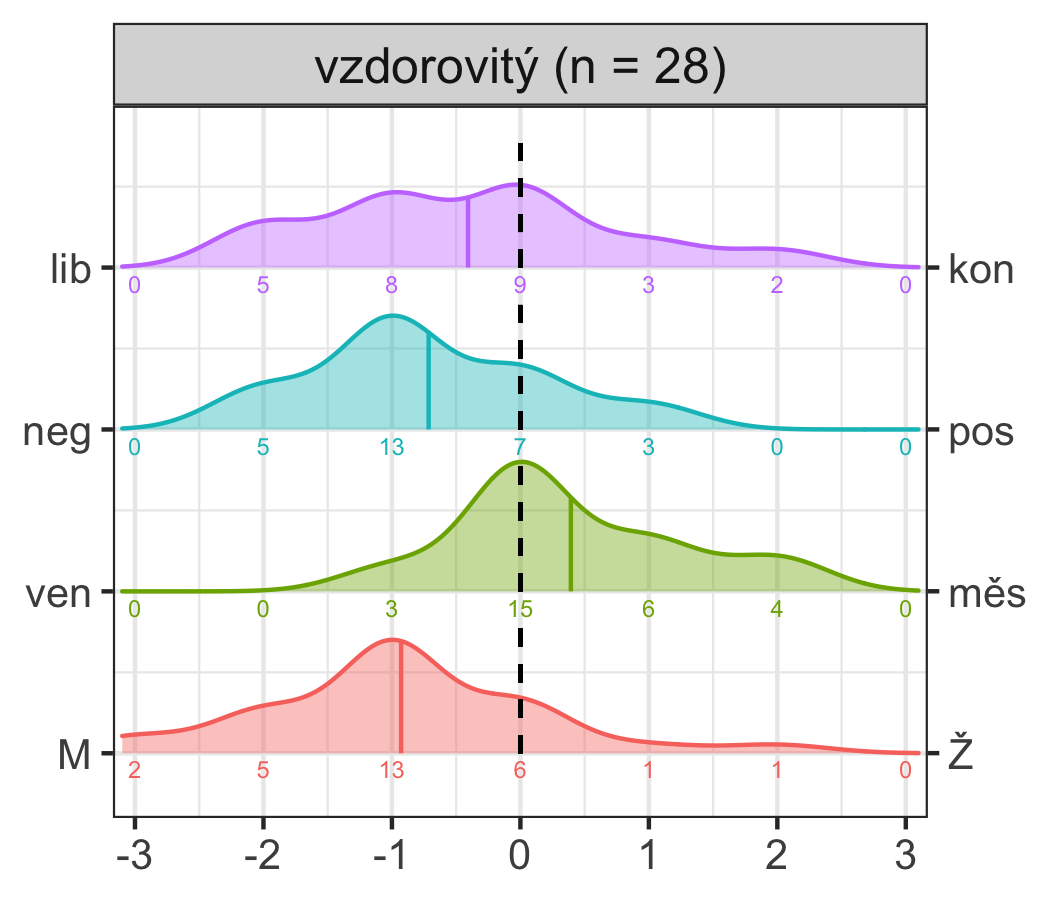 vzdorovitý (n = 28)
lib kon
0 5 8 9 3 2 0
neg pos
0 5 13 7 3 0 0
ven měs
0 0 3 15 6 4 0
M Ž
2 5 13 6 1 1 0
-3 -2 -1 0 1 2 3